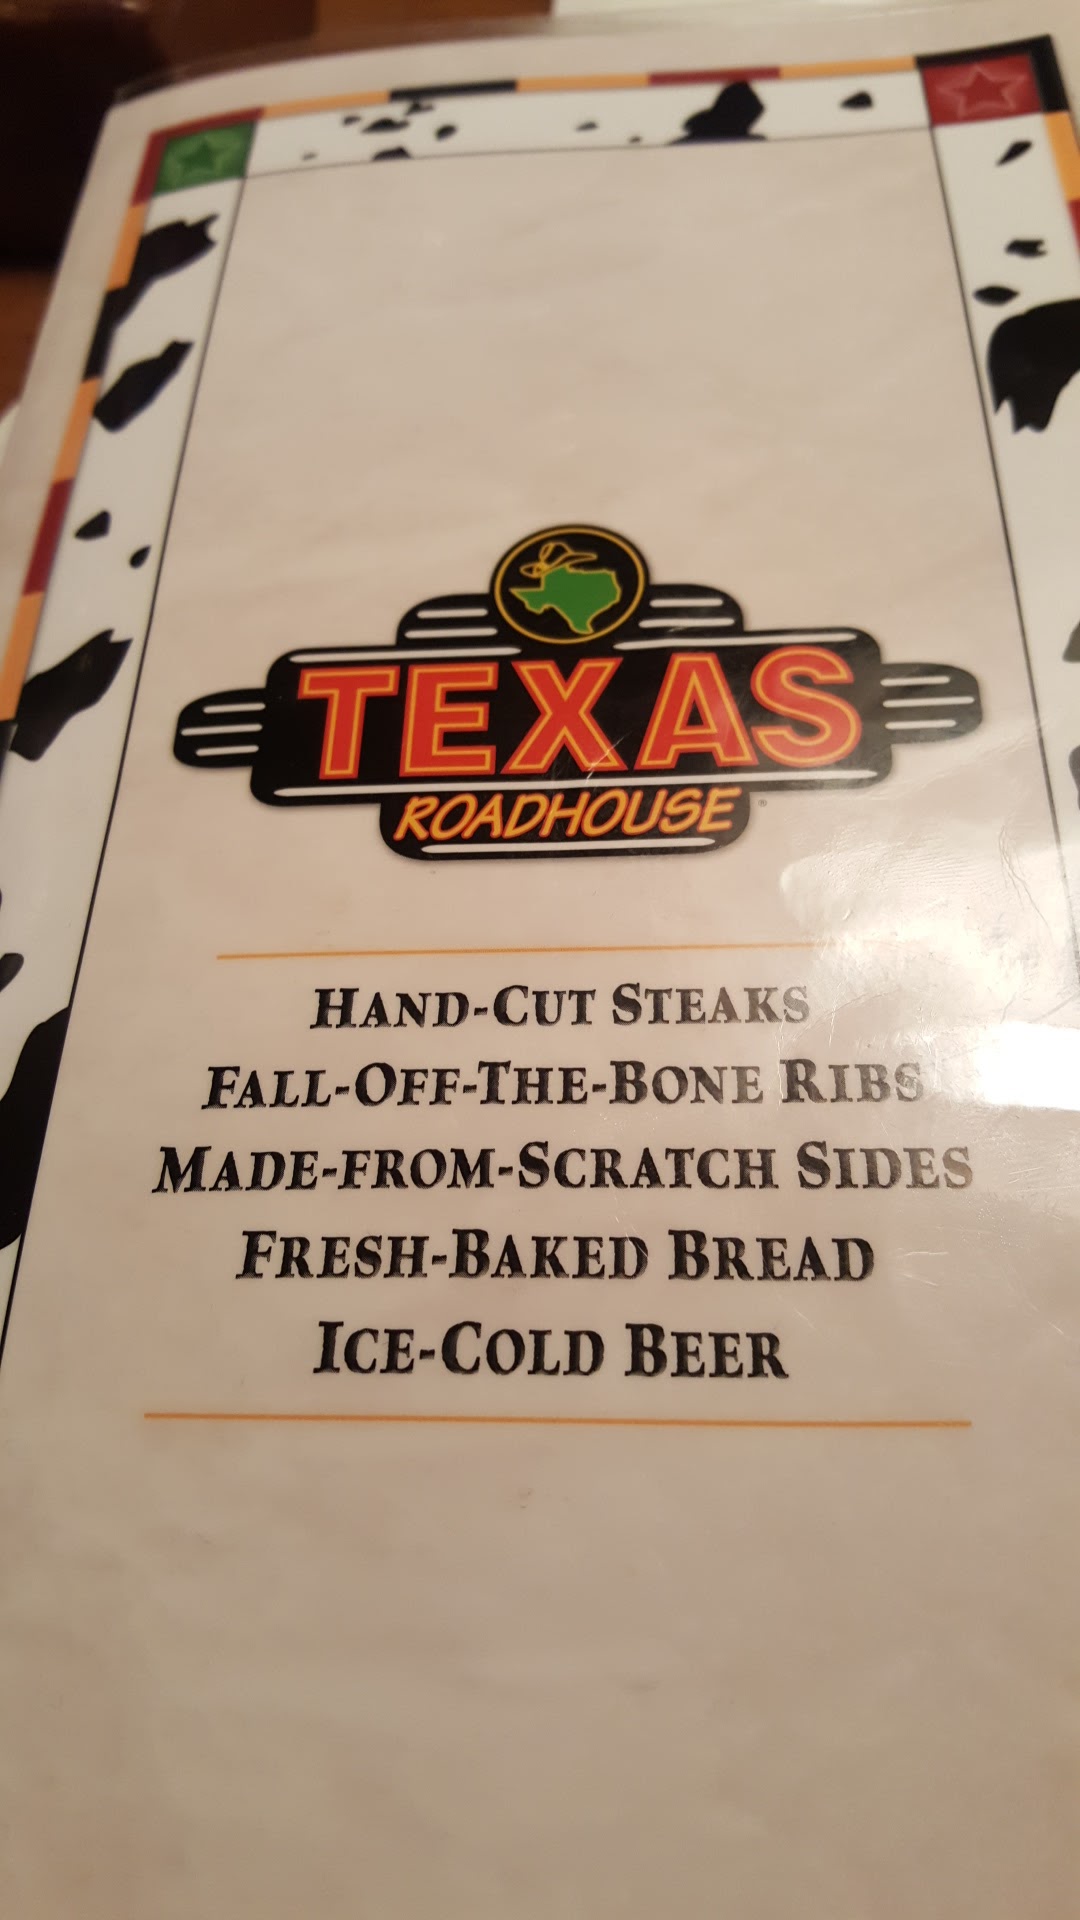 TEXAS
ROADHOUSE
HAND-CUT STEAKS
FALL-OFF-THE-BONE RIBS
MADE-FROM-SCRATCH SIDES
FRESH-BAKED BREAD
ICE-COLD BEER